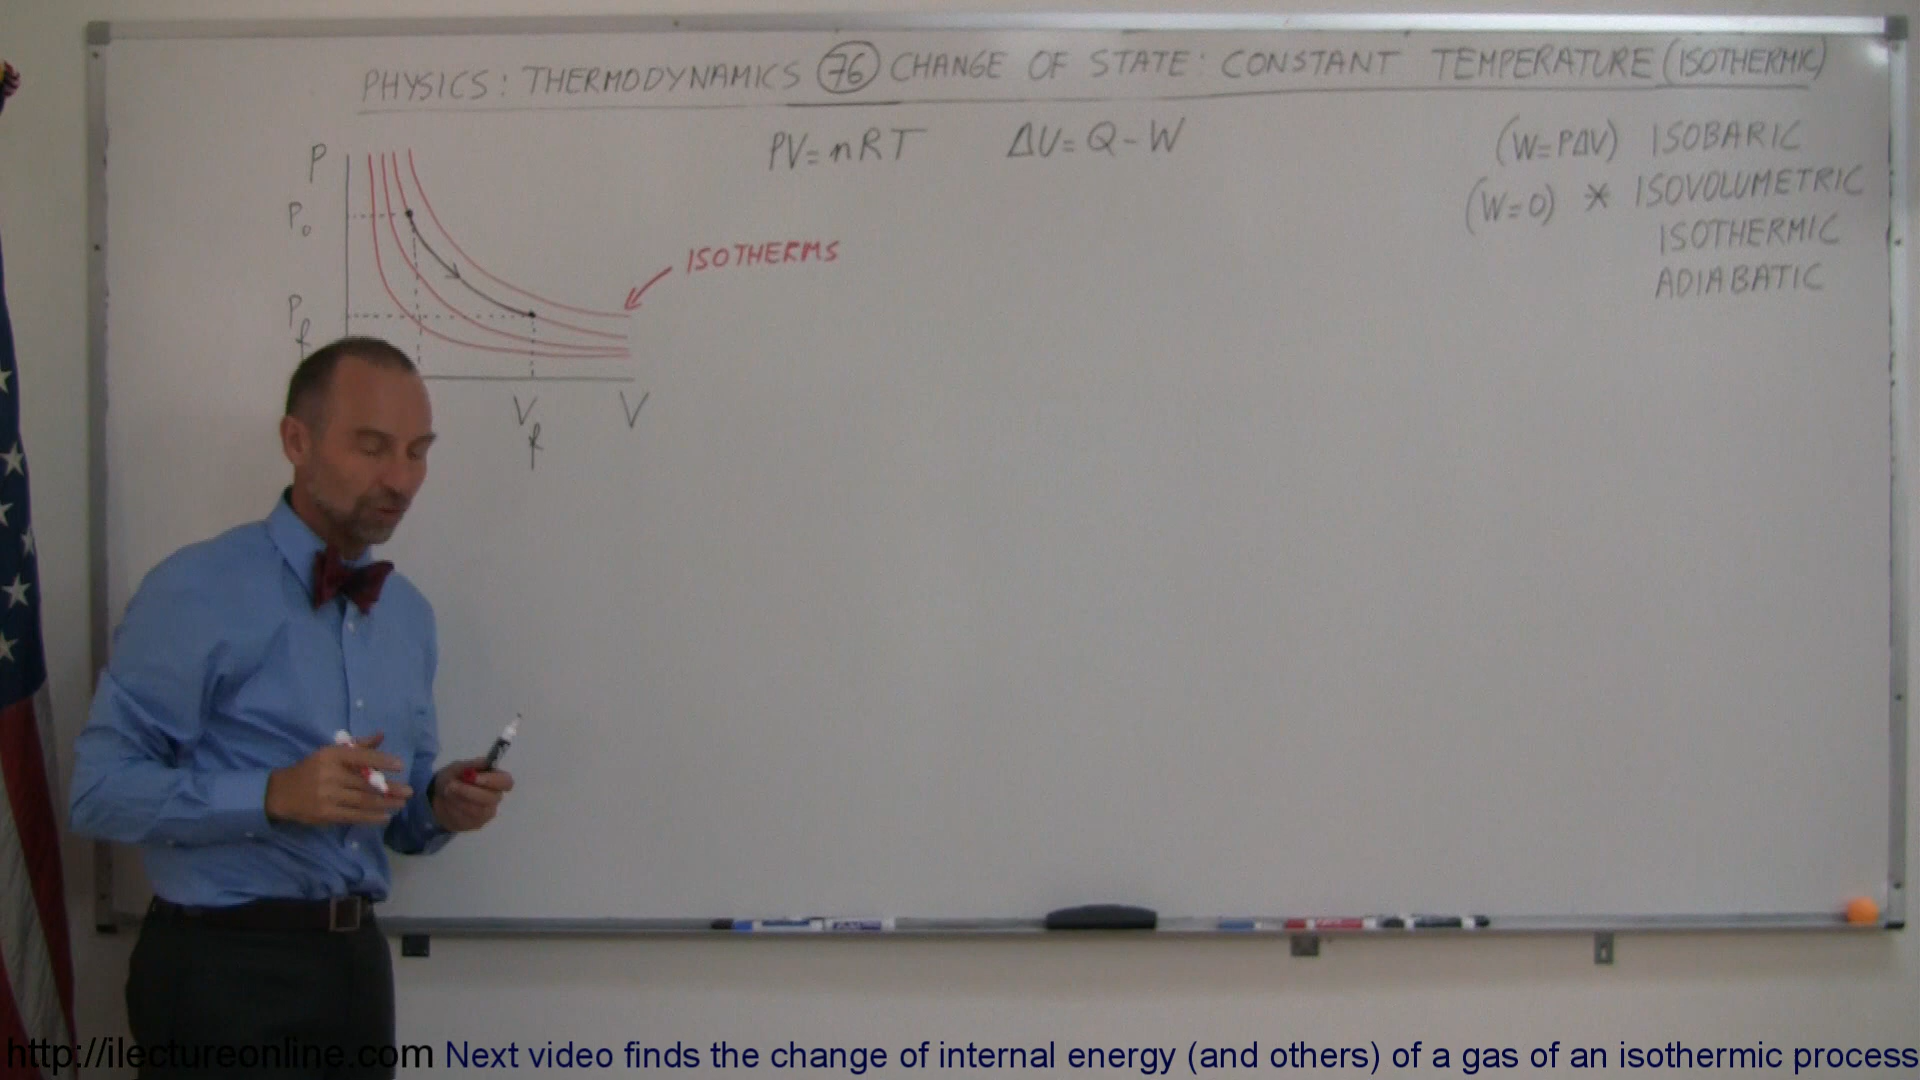 PHYSICS: THERMODYNAMICS 76 CHANGE OF STATE: CONSTANT TEMPERATURE (ISOTHERMIC)
PV=nRT ΔU=Q-W
(W=PΔV) ISOBARIC
(W=0) * ISOVOLUMETRIC
ISOTHERMIC
ADIABATIC
P
P₀
ISOTHERMS
P_f
V_f V
http://ilectureonline.com Next video finds the change of internal energy (and others) of a gas of an isothermic process